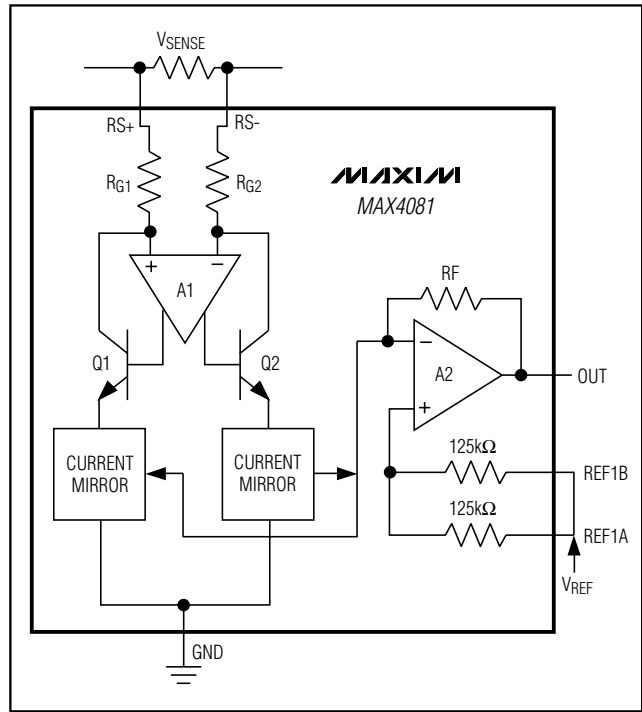 VSENSE
RS+
RS-
RG1
RG2
MAXIM
MAX4081
+
−
A1
RF
Q1
Q2
−
A2
+
OUT
CURRENT
MIRROR
CURRENT
MIRROR
125kΩ
REF1B
125kΩ
REF1A
VREF
GND